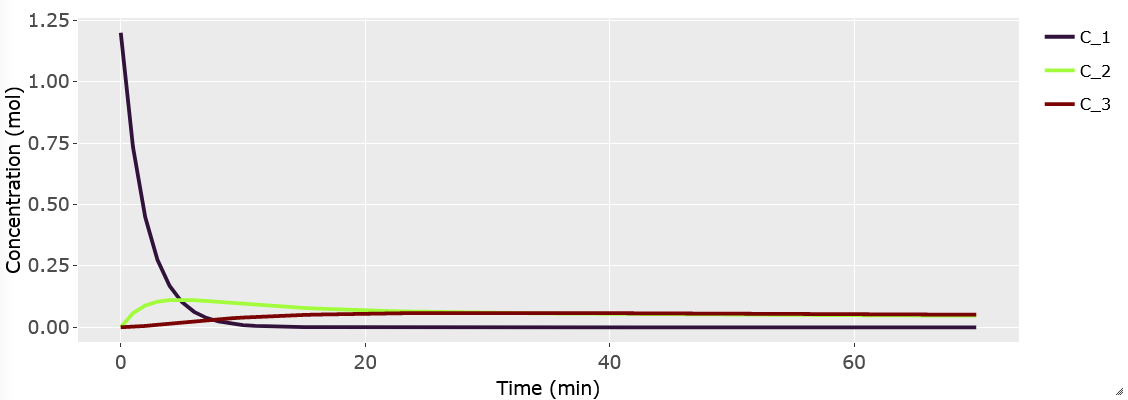 1.25
1.00
0.75
0.50
0.25
0.00
Concentration (mol)
0 20 40 60
Time (min)
C_1
C_2
C_3